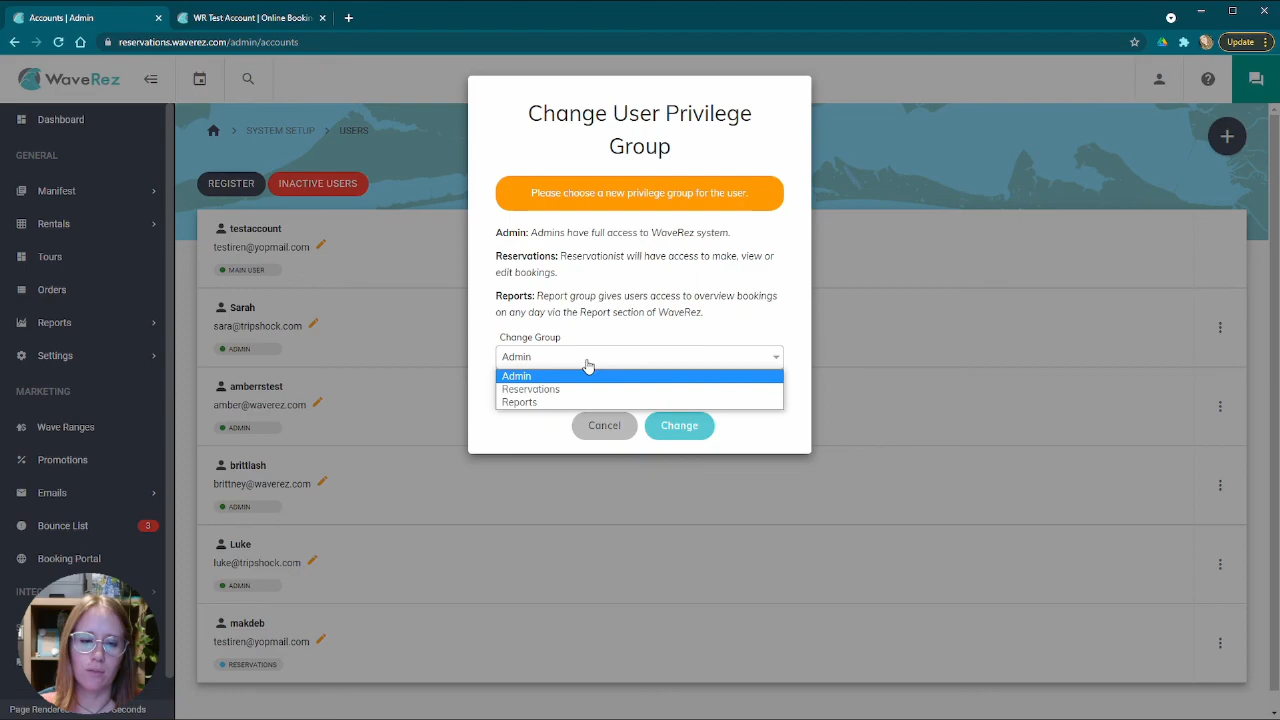 Accounts | Admin
WR Test Account | Online Bookin
reservations.waverez.com/admin/accounts
Update
WaveRez
Dashboard
GENERAL
Manifest
Rentals
Tours
Orders
Reports
Settings
MARKETING
Wave Ranges
Promotions
Emails
Bounce List
3
Booking Portal
Page Rendere
Seconds
SYSTEM SETUP > USERS
REGISTER
INACTIVE USERS
testaccount
testiren@yopmail.com
MAIN USER
Sarah
sara@tripshock.com
ADMIN
amberrstest
amber@waverez.com
ADMIN
brittlash
brittney@waverez.com
ADMIN
Luke
luke@tripshock.com
ADMIN
makdeb
testiren@yopmail.com
RESERVATIONS
Change User Privilege
Group
Please choose a new privilege group for the user.
Admin: Admins have full access to WaveRez system.
Reservations: Reservationist will have access to make, view or
edit bookings.
Reports: Report group gives users access to overview bookings
on any day via the Report section of WaveRez.
Change Group
Admin
Admin
Reservations
Reports
Cancel
Change